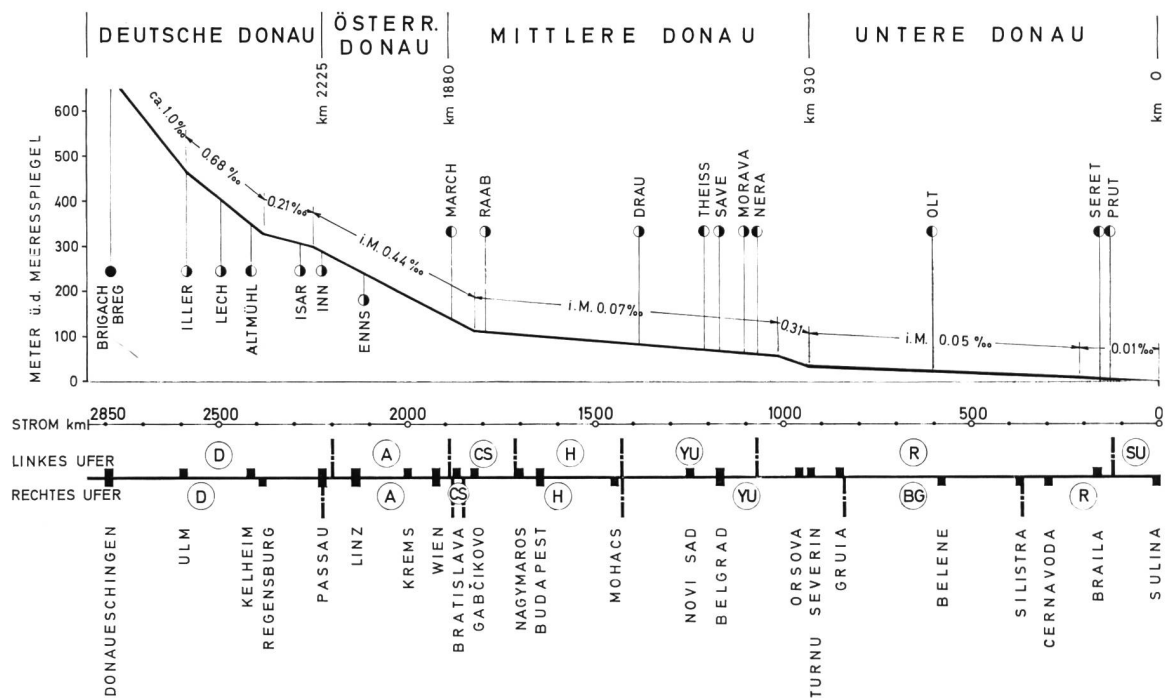 DEUTSCHE DONAU
ÖSTERR.
DONAU
MITTLERE DONAU
UNTERE DONAU
km 2225
km 1880
km 930
km 0
METER ü.d. MEERESSPIEGEL
600
500
400
300
200
100
0
ca. 1.0‰
0.68 ‰
0.21‰
i.M. 0.44 ‰
i.M. 0.07‰
0.31
i.M. 0.05 ‰
0.01‰
BRIGACH
BREG
ILLER
LECH
ALTMÜHL
ISAR
INN
ENNS
MARCH
RAAB
DRAU
THEISS
SAVE
MORAVA
NERA
OLT
SERET
PRUT
STROM km
2850
2500
2000
1500
1000
500
0
LINKES UFER
D
A
CS
H
YU
R
SU
RECHTES UFER
D
A
CS
H
YU
BG
R
DONAUESCHINGEN
ULM
KELHEIM
REGENSBURG
PASSAU
LINZ
KREMS
WIEN
BRATISLAVA
GABČIKOVO
NAGYMAROS
BUDAPEST
MOHACS
NOVI SAD
BELGRAD
ORSOVA
TURNU SEVERIN
GRUIA
BELENE
SILISTRA
CERNAVODA
BRAILA
SULINA